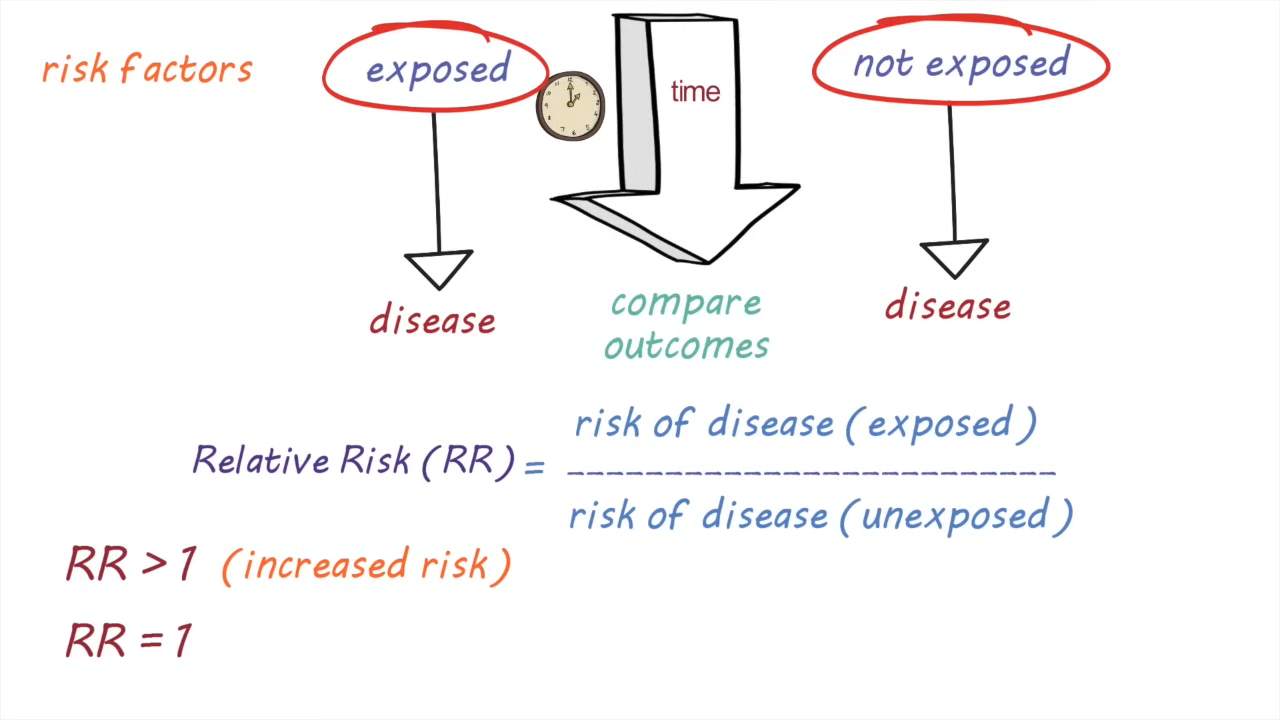 risk factors
exposed
time
not exposed
disease
compare
outcomes
disease
Relative Risk (RR) =
risk of disease (exposed)
risk of disease (unexposed)
RR > 1 (increased risk)
RR = 1